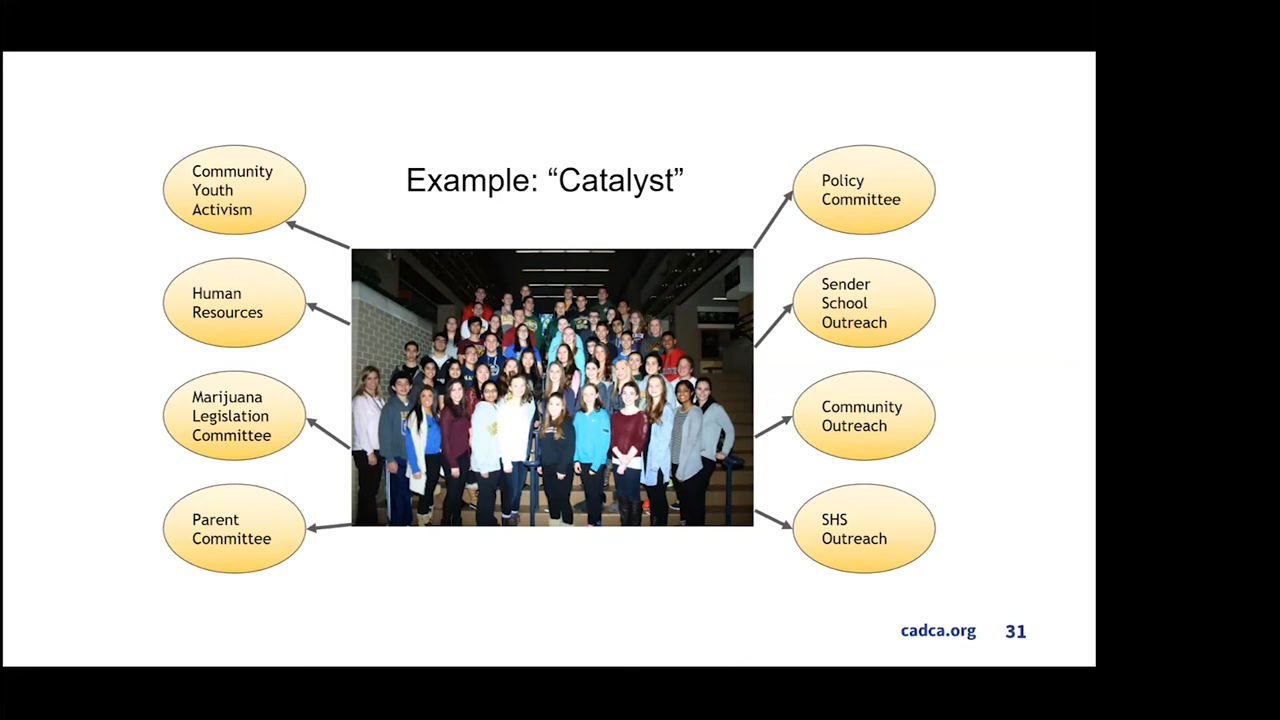 Example: “Catalyst”
Community
Youth
Activism
Human
Resources
Marijuana
Legislation
Committee
Parent
Committee
Policy
Committee
Sender
School
Outreach
Community
Outreach
SHS
Outreach
cadca.org 31